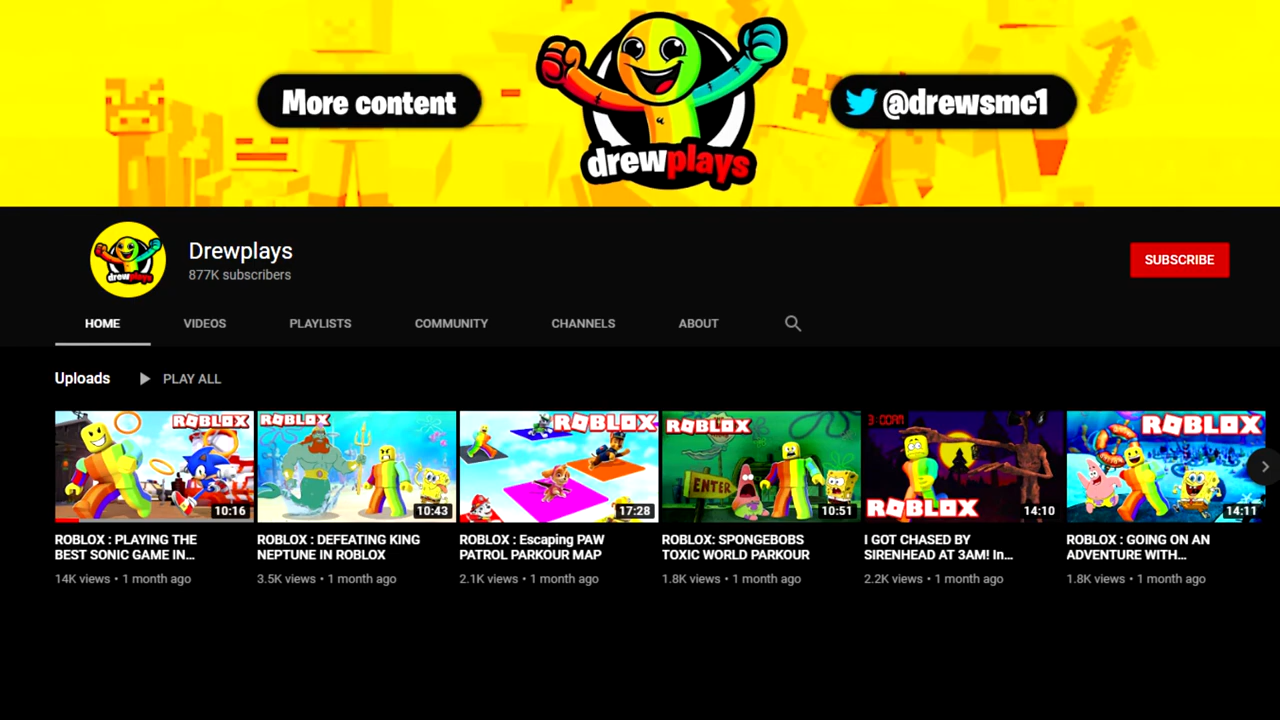 More content
@drewsmc1
drewplays
drewplays
Drewplays
877K subscribers
SUBSCRIBE
HOME VIDEOS PLAYLISTS COMMUNITY CHANNELS ABOUT
Uploads PLAY ALL
ROBLOX
10:16
ROBLOX
10:43
ROBLOX
17:28
ROBLOX
ENTER
10:51
ROBLOX
14:10
ROBLOX
14:11
ROBLOX : PLAYING THE
BEST SONIC GAME IN...
14K views • 1 month ago
ROBLOX : DEFEATING KING
NEPTUNE IN ROBLOX
3.5K views • 1 month ago
ROBLOX : Escaping PAW
PATROL PARKOUR MAP
2.1K views • 1 month ago
ROBLOX: SPONGEBOBS
TOXIC WORLD PARKOUR
1.8K views • 1 month ago
I GOT CHASED BY
SIRENHEAD AT 3AM! In...
2.2K views • 1 month ago
ROBLOX : GOING ON AN
ADVENTURE WITH...
1.8K views • 1 month ago